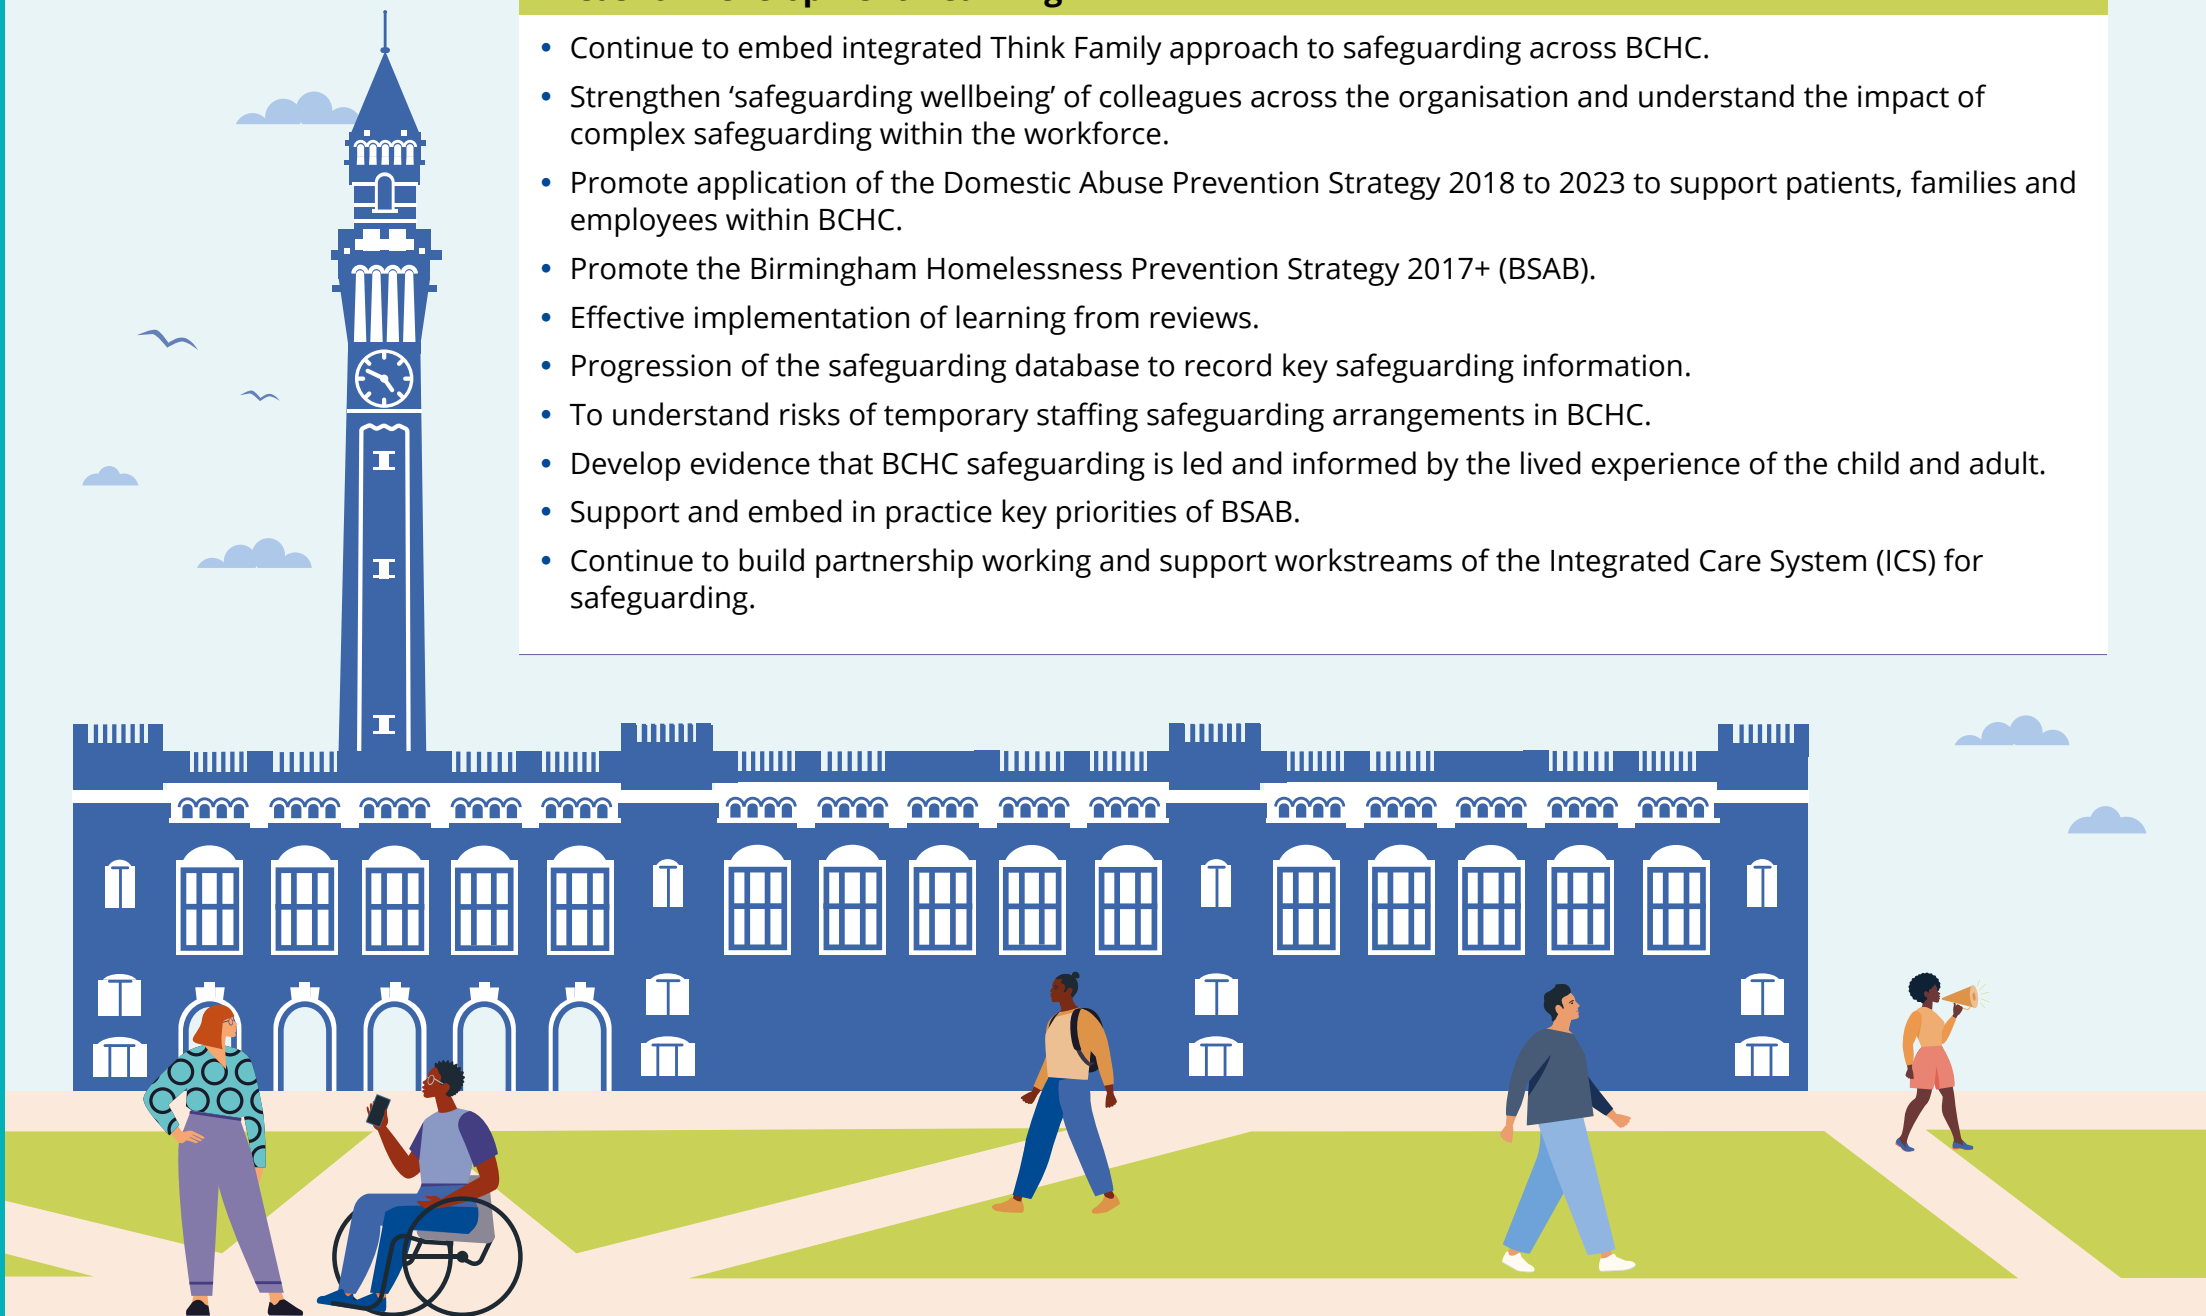 • Continue to embed integrated Think Family approach to safeguarding across BCHC.
• Strengthen ‘safeguarding wellbeing’ of colleagues across the organisation and understand the impact of
complex safeguarding within the workforce.
• Promote application of the Domestic Abuse Prevention Strategy 2018 to 2023 to support patients, families and
employees within BCHC.
• Promote the Birmingham Homelessness Prevention Strategy 2017+ (BSAB).
• Effective implementation of learning from reviews.
• Progression of the safeguarding database to record key safeguarding information.
• To understand risks of temporary staffing safeguarding arrangements in BCHC.
• Develop evidence that BCHC safeguarding is led and informed by the lived experience of the child and adult.
• Support and embed in practice key priorities of BSAB.
• Continue to build partnership working and support workstreams of the Integrated Care System (ICS) for
safeguarding.